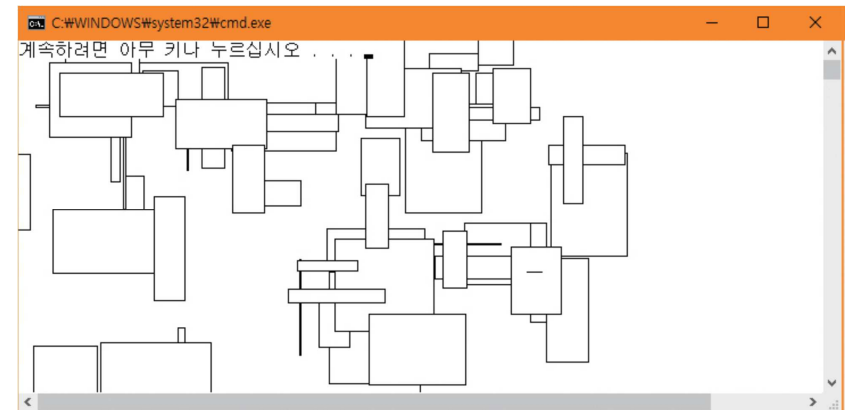 C:₩WINDOWS₩system32₩cmd.exe
계속하려면 아무 키나 누르십시오 . . .